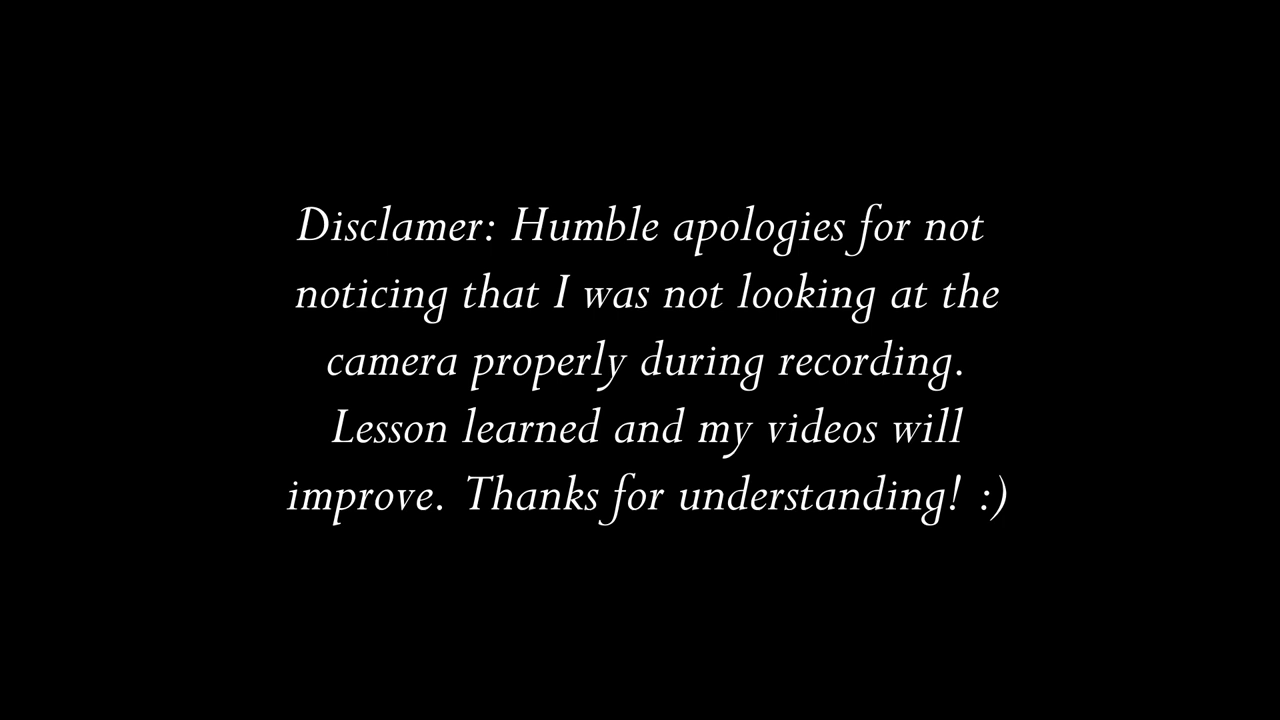 Disclamer: Humble apologies for not
noticing that I was not looking at the
camera properly during recording.
Lesson learned and my videos will
improve. Thanks for understanding! :)